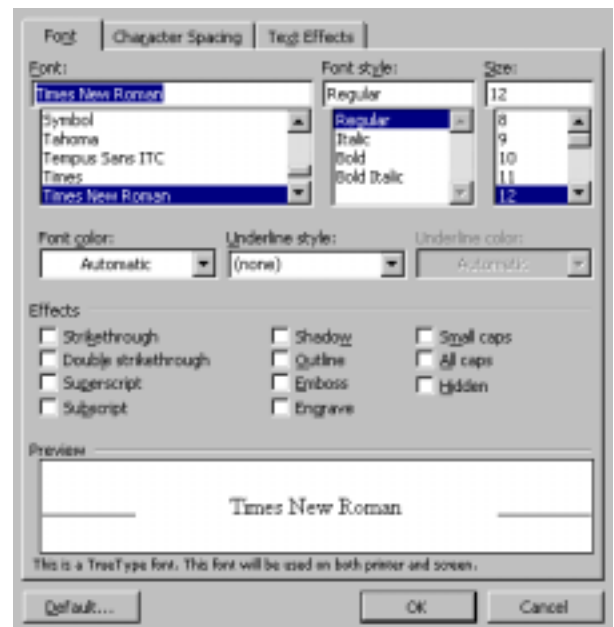 Font Character Spacing Text Effects
Font: Font style: Size:
Times New Roman Regular 12
Symbol Regular 8
Tahoma Italic 9
Tempus Sans ITC Bold 10
Times Bold Italic 11
Times New Roman 12
Font color: Underline style: Underline color:
Automatic (none) Automatic
Effects
Strikethrough Shadow Small caps
Double strikethrough Outline All caps
Superscript Emboss Hidden
Subscript Engrave
Preview
Times New Roman
This is a TrueType font. This font will be used on both printer and screen.
Default... OK Cancel